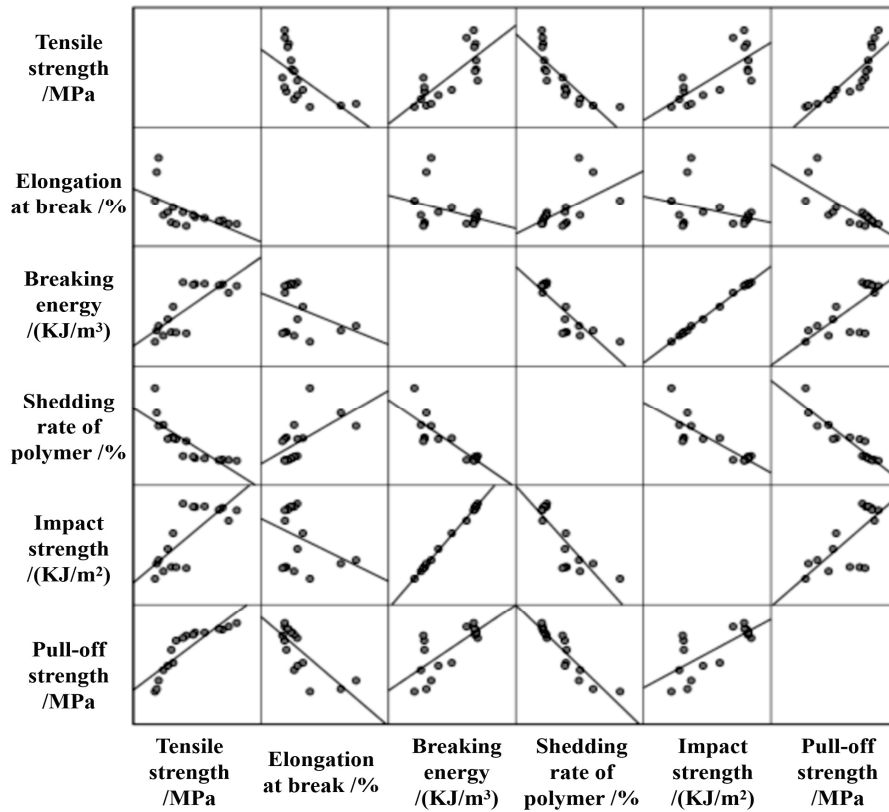 Tensile
strength
/MPa
Elongation
at break /%
Breaking
energy
/(KJ/m³)
Shedding
rate of
polymer /%
Impact
strength
/(KJ/m²)
Pull-off
strength
/MPa
Tensile
strength
/MPa
Elongation
at break /%
Breaking
energy
/(KJ/m³)
Shedding
rate of
polymer /%
Impact
strength
/(KJ/m²)
Pull-off
strength
/MPa